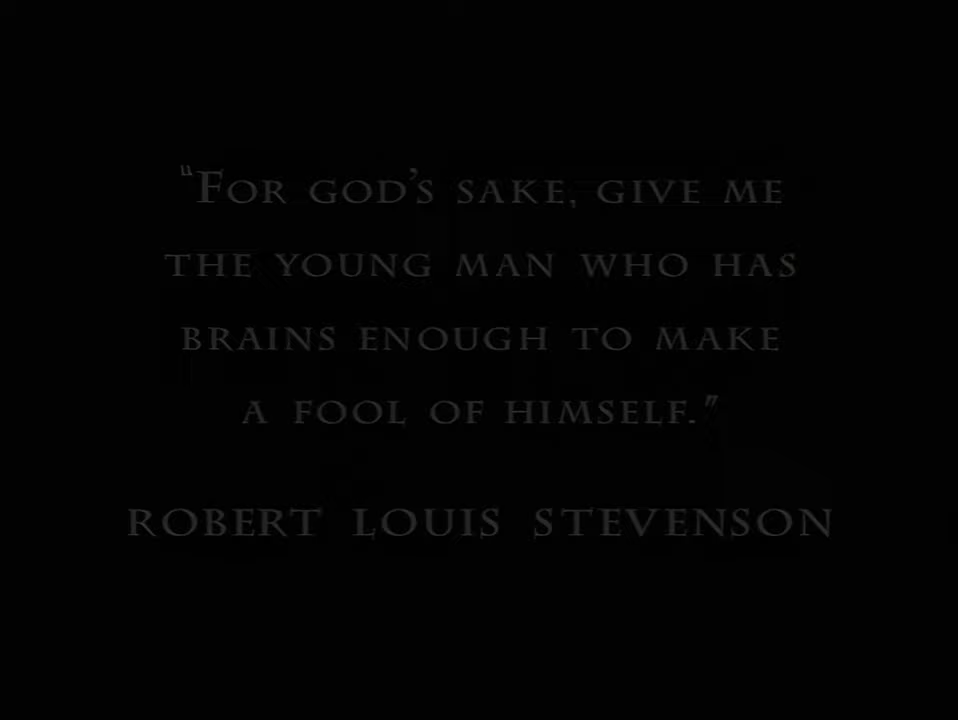 “For god’s sake, give me
the young man who has
brains enough to make
a fool of himself."
Robert Louis Stevenson